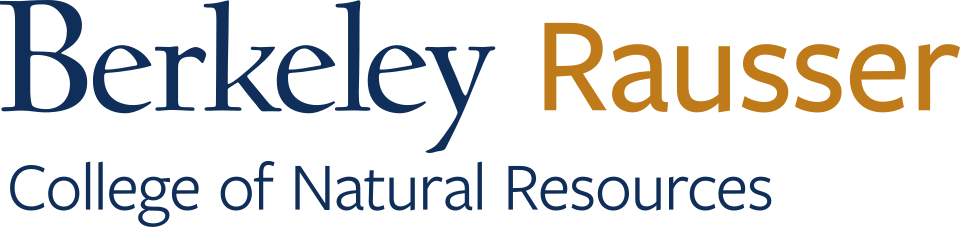 Berkeley Rausser
College of Natural Resources